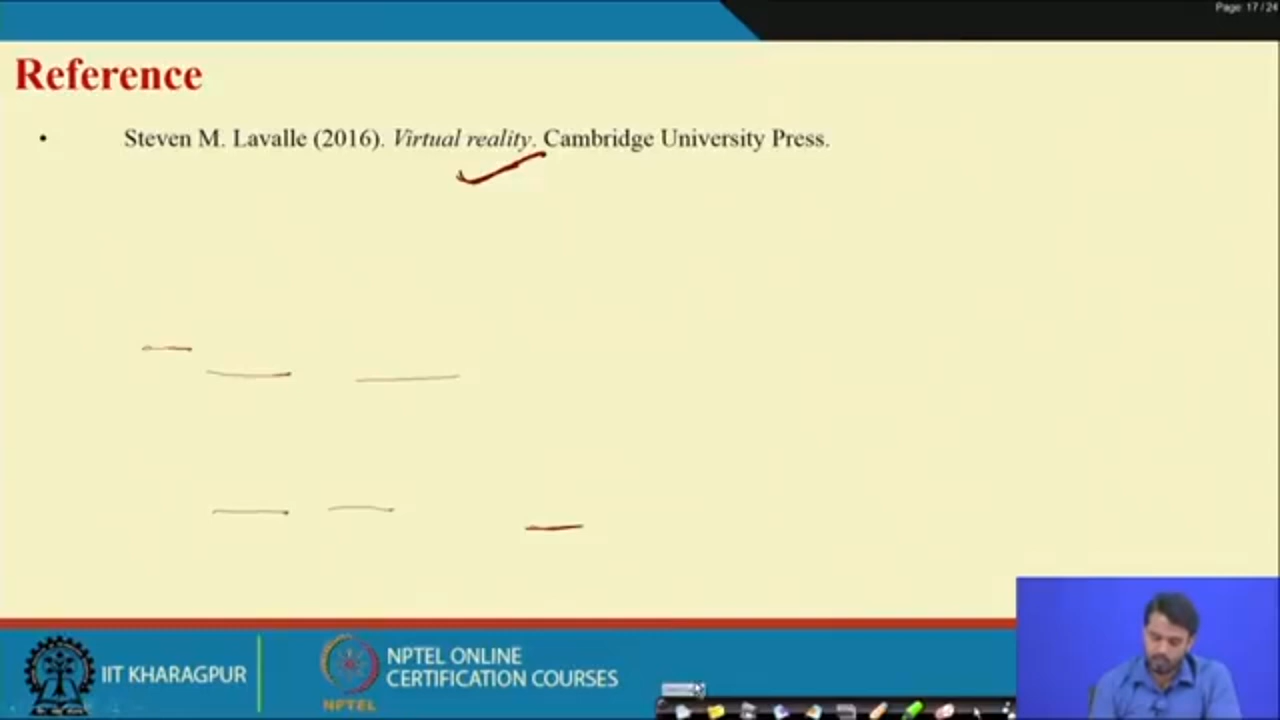 Page: 17 / 24
Reference
• Steven M. Lavalle (2016). Virtual reality. Cambridge University Press.
IIT KHARAGPUR
NPTEL
NPTEL ONLINE
CERTIFICATION COURSES